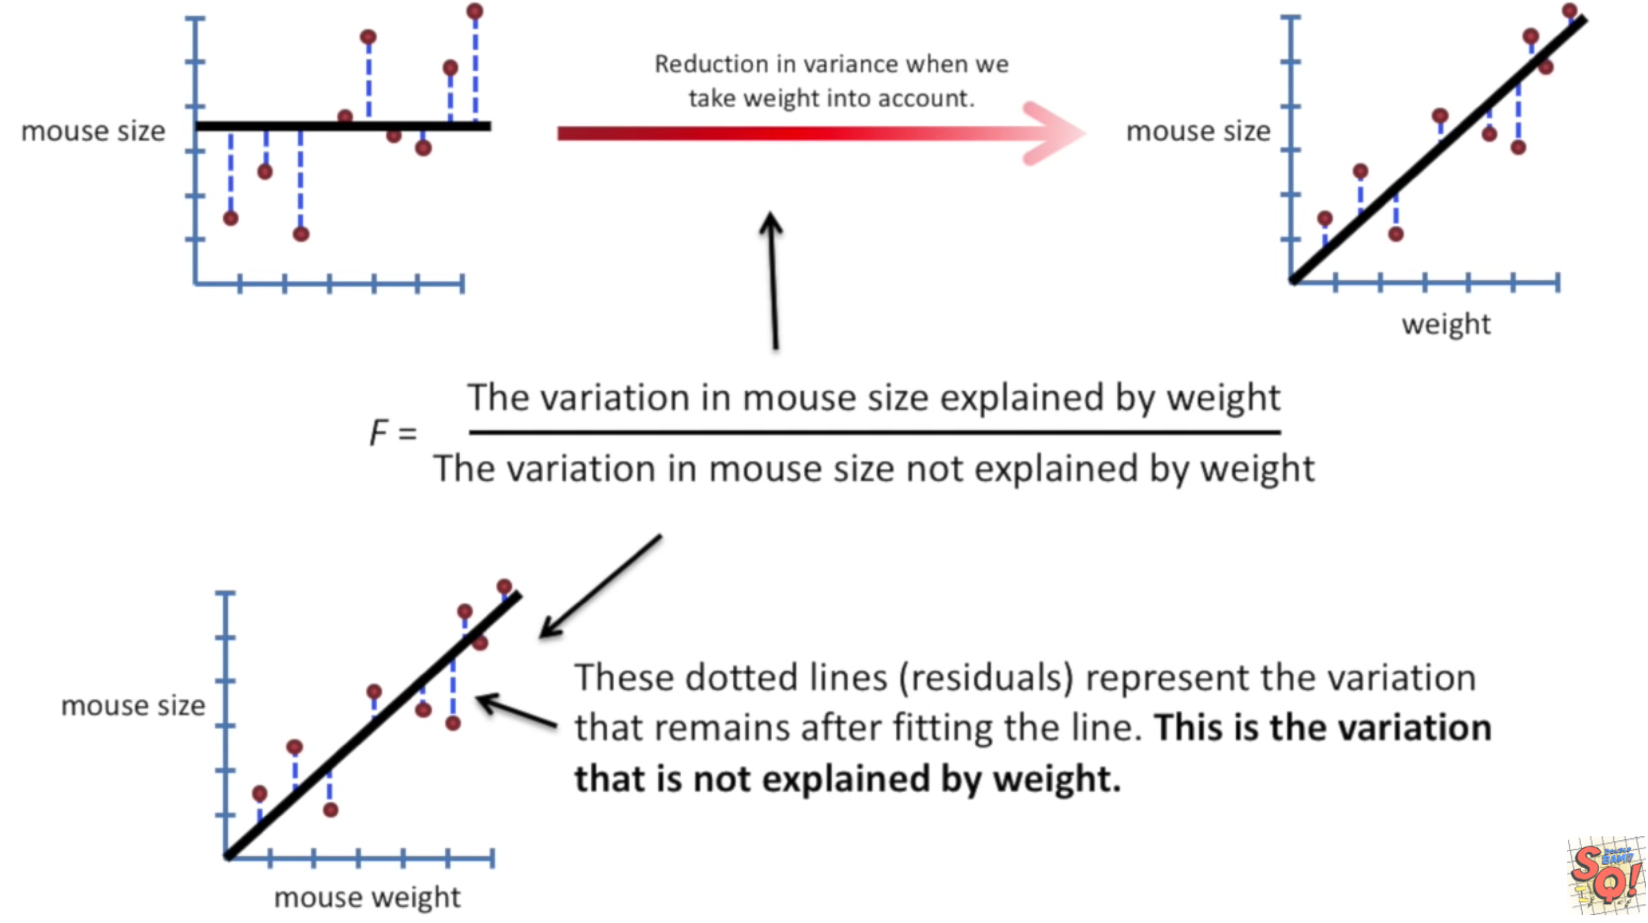 Reduction in variance when we
take weight into account.
mouse size
mouse size
weight
The variation in mouse size explained by weight
F =
The variation in mouse size not explained by weight
mouse size
These dotted lines (residuals) represent the variation
that remains after fitting the line. This is the variation
that is not explained by weight.
mouse weight
SQ!
DOUBLE
BAM!!